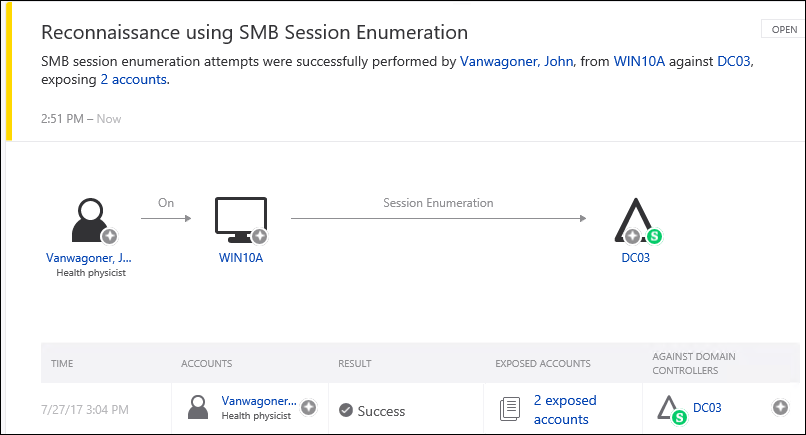 Reconnaissance using SMB Session Enumeration
OPEN
SMB session enumeration attempts were successfully performed by Vanwagoner, John, from WIN10A against DC03,
exposing 2 accounts.
2:51 PM – Now
On
Session Enumeration
S
Vanwagoner, J...
Health physicist
WIN10A
DC03
TIME
ACCOUNTS
RESULT
EXPOSED ACCOUNTS
AGAINST DOMAIN
CONTROLLERS
7/27/17 3:04 PM
Vanwagoner...
Health physicist
Success
2 exposed
accounts
DC03
S